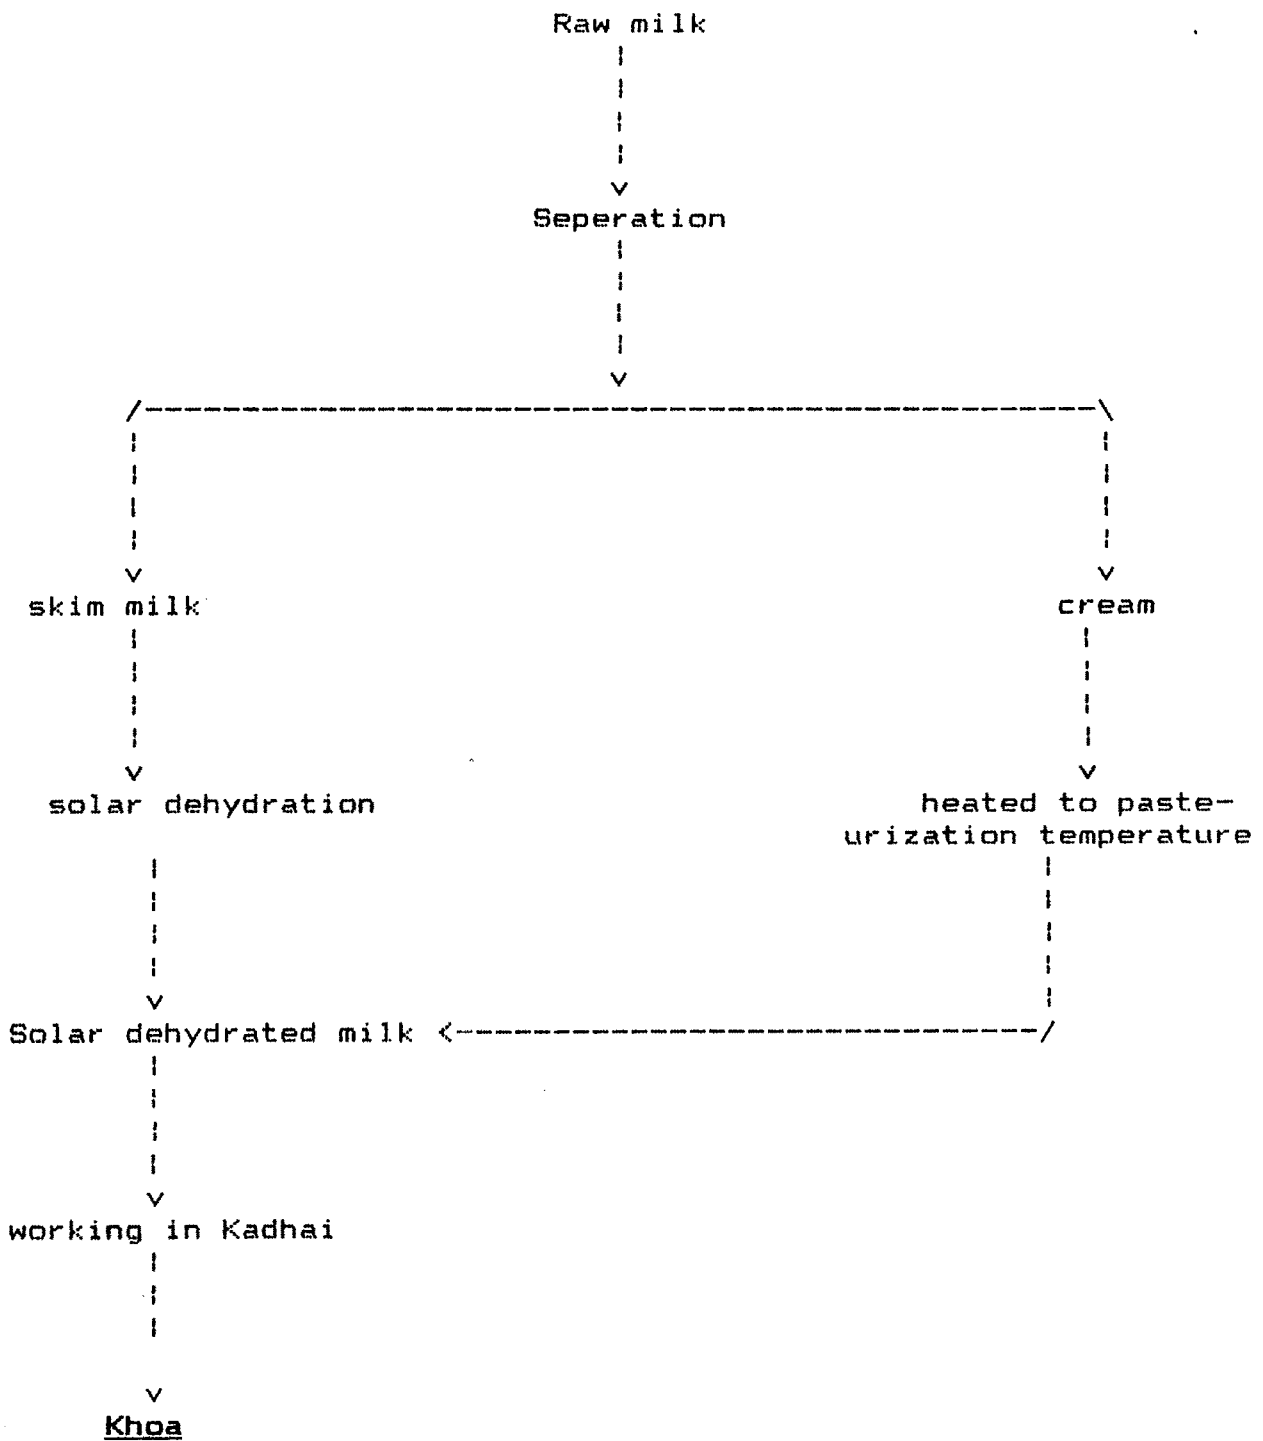 Raw milk
Seperation
skim milk
cream
solar dehydration
heated to paste-
urization temperature
Solar dehydrated milk
working in Kadhai
Khoa